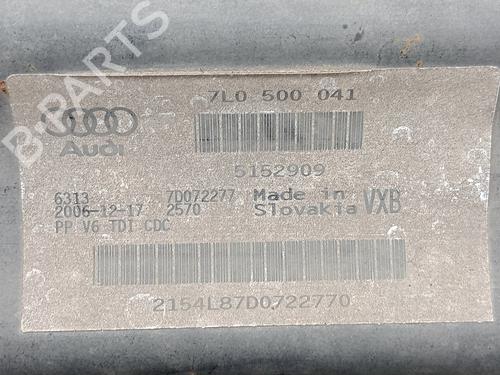 B-PARTS
Audi
7L0 500 041
5152909
6313 7D072277 Made in
2006-12-17 2570 Slovakia VXB
PP V6 TDI CDC
2154L87D0722770